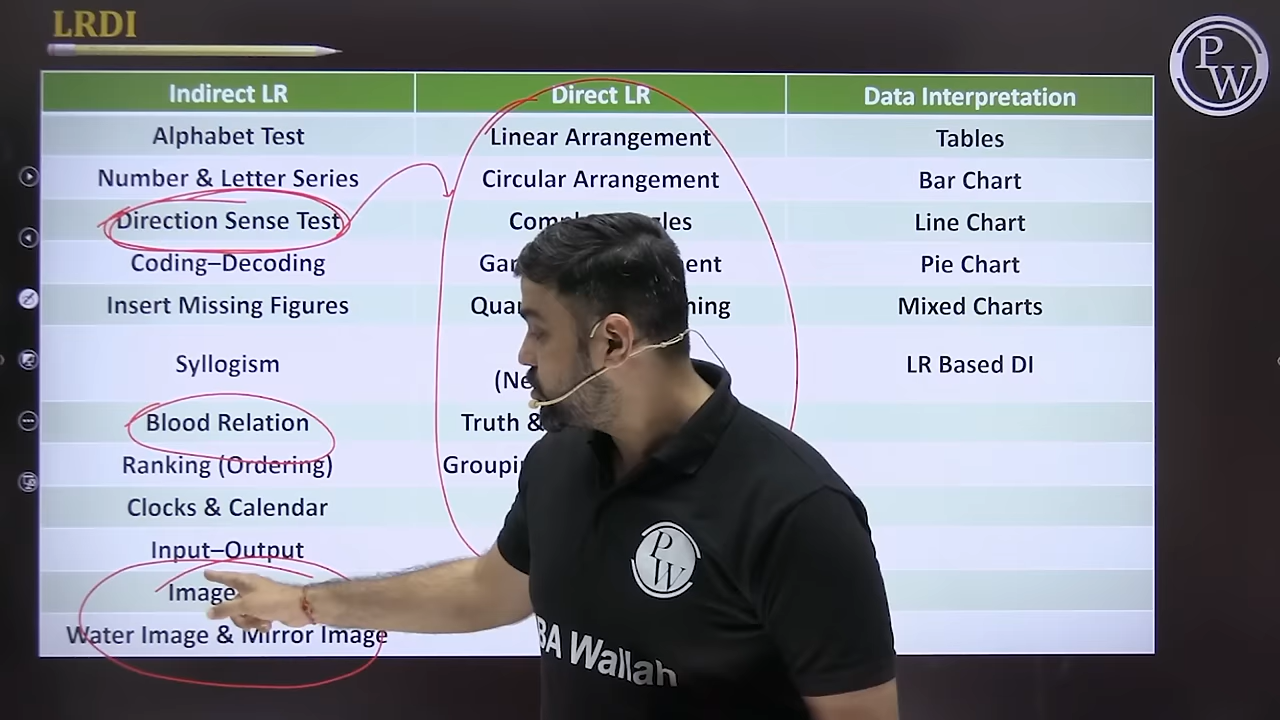 LRDI
PW
Indirect LR Direct LR Data Interpretation
Alphabet Test Linear Arrangement Tables
Number & Letter Series Circular Arrangement Bar Chart
Direction Sense Test Line Chart
Coding–Decoding Pie Chart
Insert Missing Figures Mixed Charts
Syllogism LR Based DI
Blood Relation Truth &
Ranking (Ordering)
Clocks & Calendar
Input–Output
Image
Water Image & Mirror Image
PW
Wallah